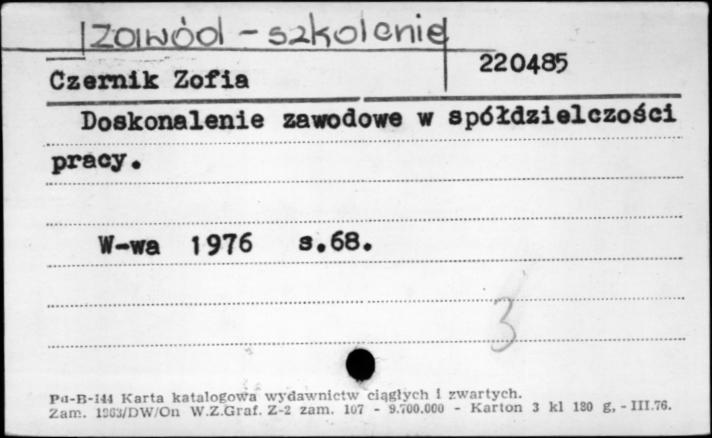 zawód - szkolenie
220485
Czernik Zofia
Doskonalenie zawodowe w spółdzielczości
pracy.
W-wa 1976 s.68.
3
Pu-B-144 Karta katalogowa wydawnictw ciągłych i zwartych.
Zam. 1963/DW/On W.Z.Graf. Z-2 zam. 107 - 9.700.000 - Karton 3 kl 180 g, - III.76.